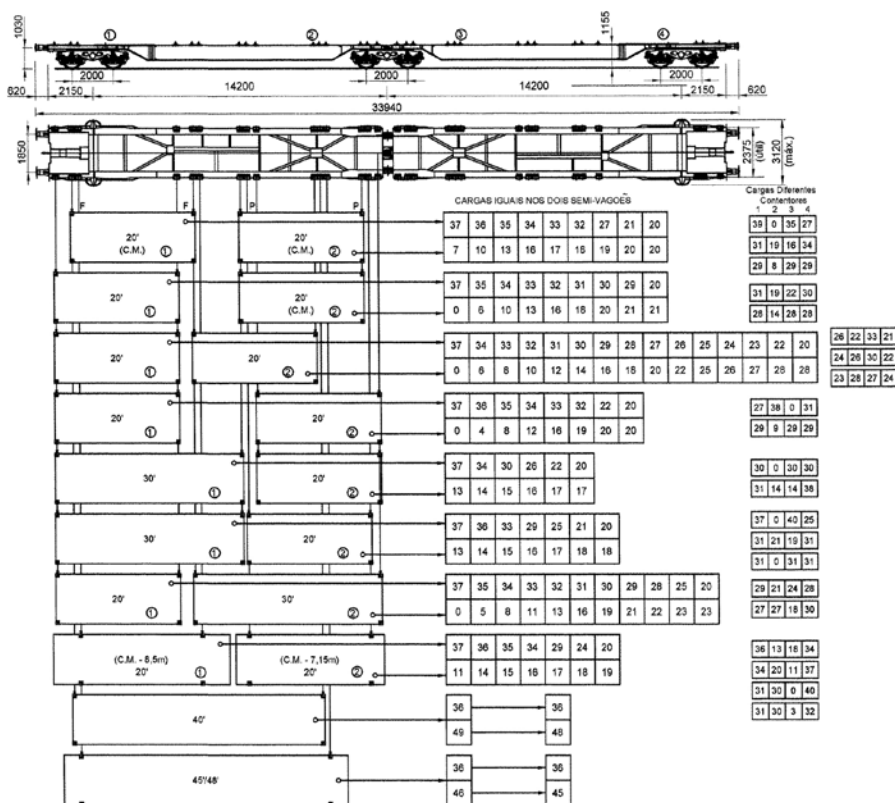 1030
① ② ③ ④
1155
2000 2000 2000
620 2150 14200 14200 2150 620
33940
1850
2375 (útil)
3120 (máx.)
F F P P
CARGAS IGUAIS NOS DOIS SEMI-VAGOES
Cargas Diferentes
Contentores
1 2 3 4
20' (C.M.) ①
20' (C.M.) ②
37 36 35 34 33 32 27 21 20
7 10 13 16 17 18 19 20 20
39 0 35 27
31 19 16 34
29 8 29 29
20' ①
20' (C.M.) ②
37 35 34 33 32 31 30 29 20
0 6 10 13 16 18 20 21 21
31 19 22 30
28 14 28 28
20' ①
20' ②
37 34 33 32 31 30 29 28 27 26 25 24 23 22 20
0 6 8 10 12 14 16 18 20 22 25 26 27 28 28
26 22 33 21
24 26 30 22
23 28 27 24
20' ①
20' ②
37 36 35 34 33 32 22 20
0 4 8 12 16 19 20 20
27 38 0 31
29 9 29 29
30' ①
20' ②
37 34 30 26 22 20
13 14 15 16 17 17
30 0 30 30
31 14 14 38
30' ①
20' ②
37 36 33 29 25 21 20
13 14 15 16 17 18 18
37 0 40 25
31 21 19 31
31 0 31 31
20' ①
30' ②
37 35 34 33 32 31 30 29 28 25 20
0 5 8 11 13 16 19 21 22 23 23
29 21 24 28
27 27 18 30
(C.M. - 8,5m) 20' ①
(C.M. - 7,15m) 20' ②
37 36 35 34 29 24 20
11 14 15 16 17 18 19
36 13 18 34
34 20 11 37
31 30 0 40
31 30 3 32
40'
36 36
49 48
45'/48'
36 36
46 45